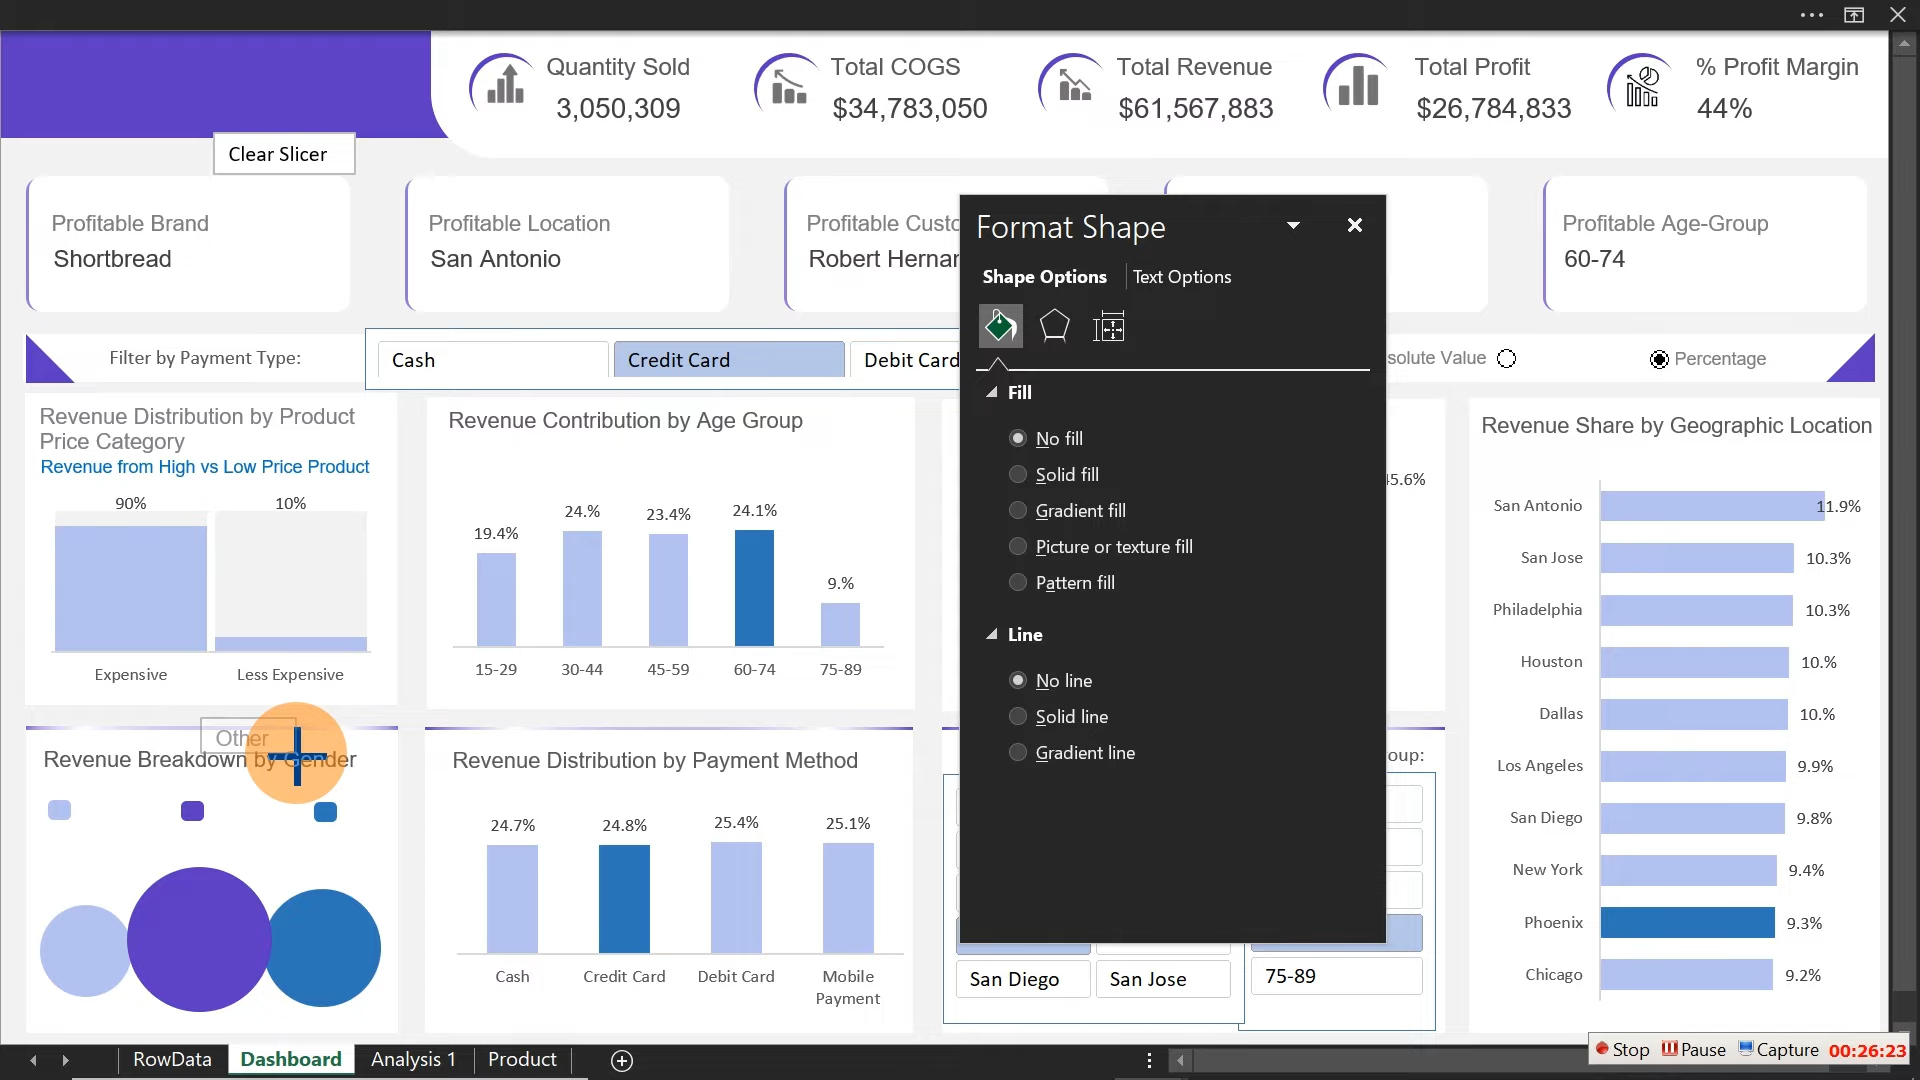 Quantity Sold
3,050,309
Total COGS
$34,783,050
Total Revenue
$61,567,883
Total Profit
$26,784,833
% Profit Margin
44%
Clear Slicer
Profitable Brand
Shortbread
Profitable Location
San Antonio
Profitable Custo
Robert Hernar
Profitable Age-Group
60-74
Filter by Payment Type:
Cash
Credit Card
Debit Card
solute Value
Percentage
Format Shape
Shape Options
Text Options
Fill
No fill
Solid fill
Gradient fill
Picture or texture fill
Pattern fill
Line
No line
Solid line
Gradient line
Revenue Distribution by Product
Price Category
Revenue from High vs Low Price Product
90%
10%
Expensive
Less Expensive
Revenue Contribution by Age Group
19.4%
24.%
23.4%
24.1%
9.%
15-29
30-44
45-59
60-74
75-89
45.6%
Revenue Share by Geographic Location
San Antonio
11.9%
San Jose
10.3%
Philadelphia
10.3%
Houston
10.%
Dallas
10.%
Los Angeles
9.9%
San Diego
9.8%
New York
9.4%
Phoenix
9.3%
Chicago
9.2%
Other
Revenue Breakdown by Gender
Revenue Distribution by Payment Method
24.7%
24.8%
25.4%
25.1%
Cash
Credit Card
Debit Card
Mobile
Payment
oup:
San Diego
San Jose
75-89
RowData
Dashboard
Analysis 1
Product
Stop
Pause
Capture
00:26:23